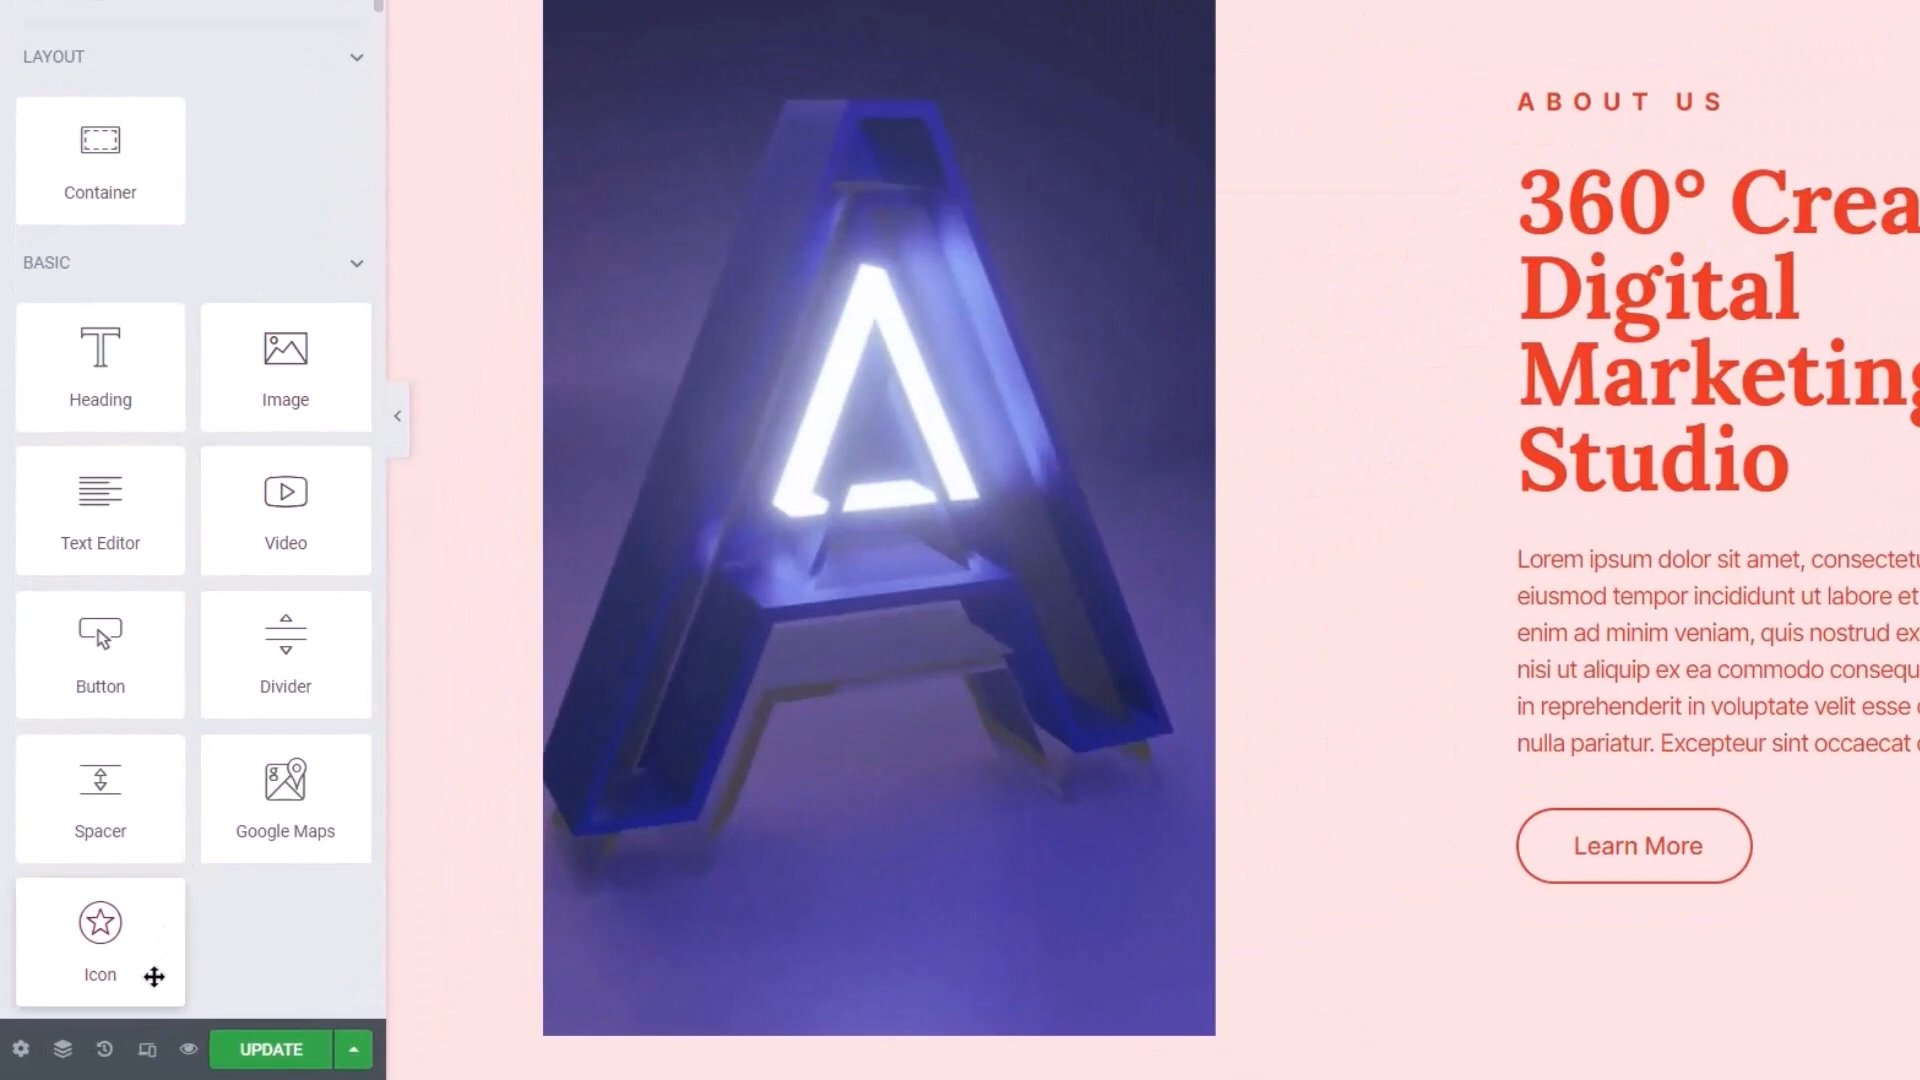 LAYOUT
Container
BASIC
Heading
Image
Text Editor
Video
Button
Divider
Spacer
Google Maps
Icon
UPDATE
A
ABOUT US
360° Crea
Digital
Marketing
Studio
Lorem ipsum dolor sit amet, consectetu
eiusmod tempor incididunt ut labore et
enim ad minim veniam, quis nostrud ex
nisi ut aliquip ex ea commodo consequ
in reprehenderit in voluptate velit esse
nulla pariatur. Excepteur sint occaecat
Learn More